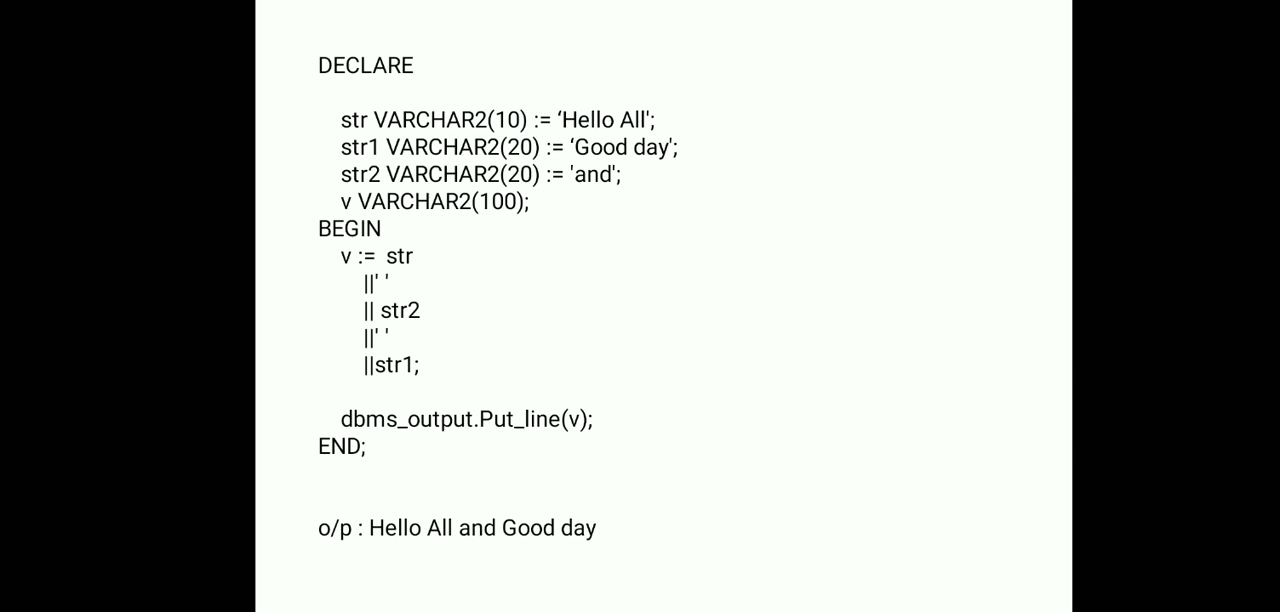 DECLARE
str VARCHAR2(10) := ‘Hello All';
str1 VARCHAR2(20) := ‘Good day';
str2 VARCHAR2(20) := 'and';
v VARCHAR2(100);
BEGIN
v :=  str
||' '
|| str2
||' '
||str1;
dbms_output.Put_line(v);
END;
o/p : Hello All and Good day